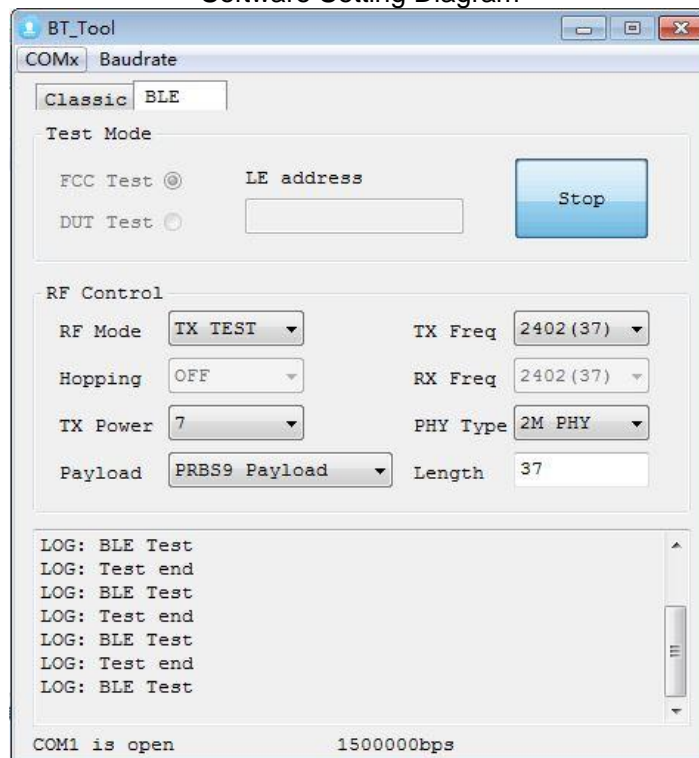 Software Setting Diagram
BT_Tool
COMx Baudrate
Classic BLE
Test Mode
FCC Test LE address
Stop
DUT Test
RF Control
RF Mode TX TEST TX Freq 2402(37)
Hopping OFF RX Freq 2402(37)
TX Power 7 PHY Type 2M PHY
Payload PRBS9 Payload Length 37
LOG: BLE Test
LOG: Test end
LOG: BLE Test
LOG: Test end
LOG: BLE Test
LOG: Test end
LOG: BLE Test
COM1 is open 1500000bps